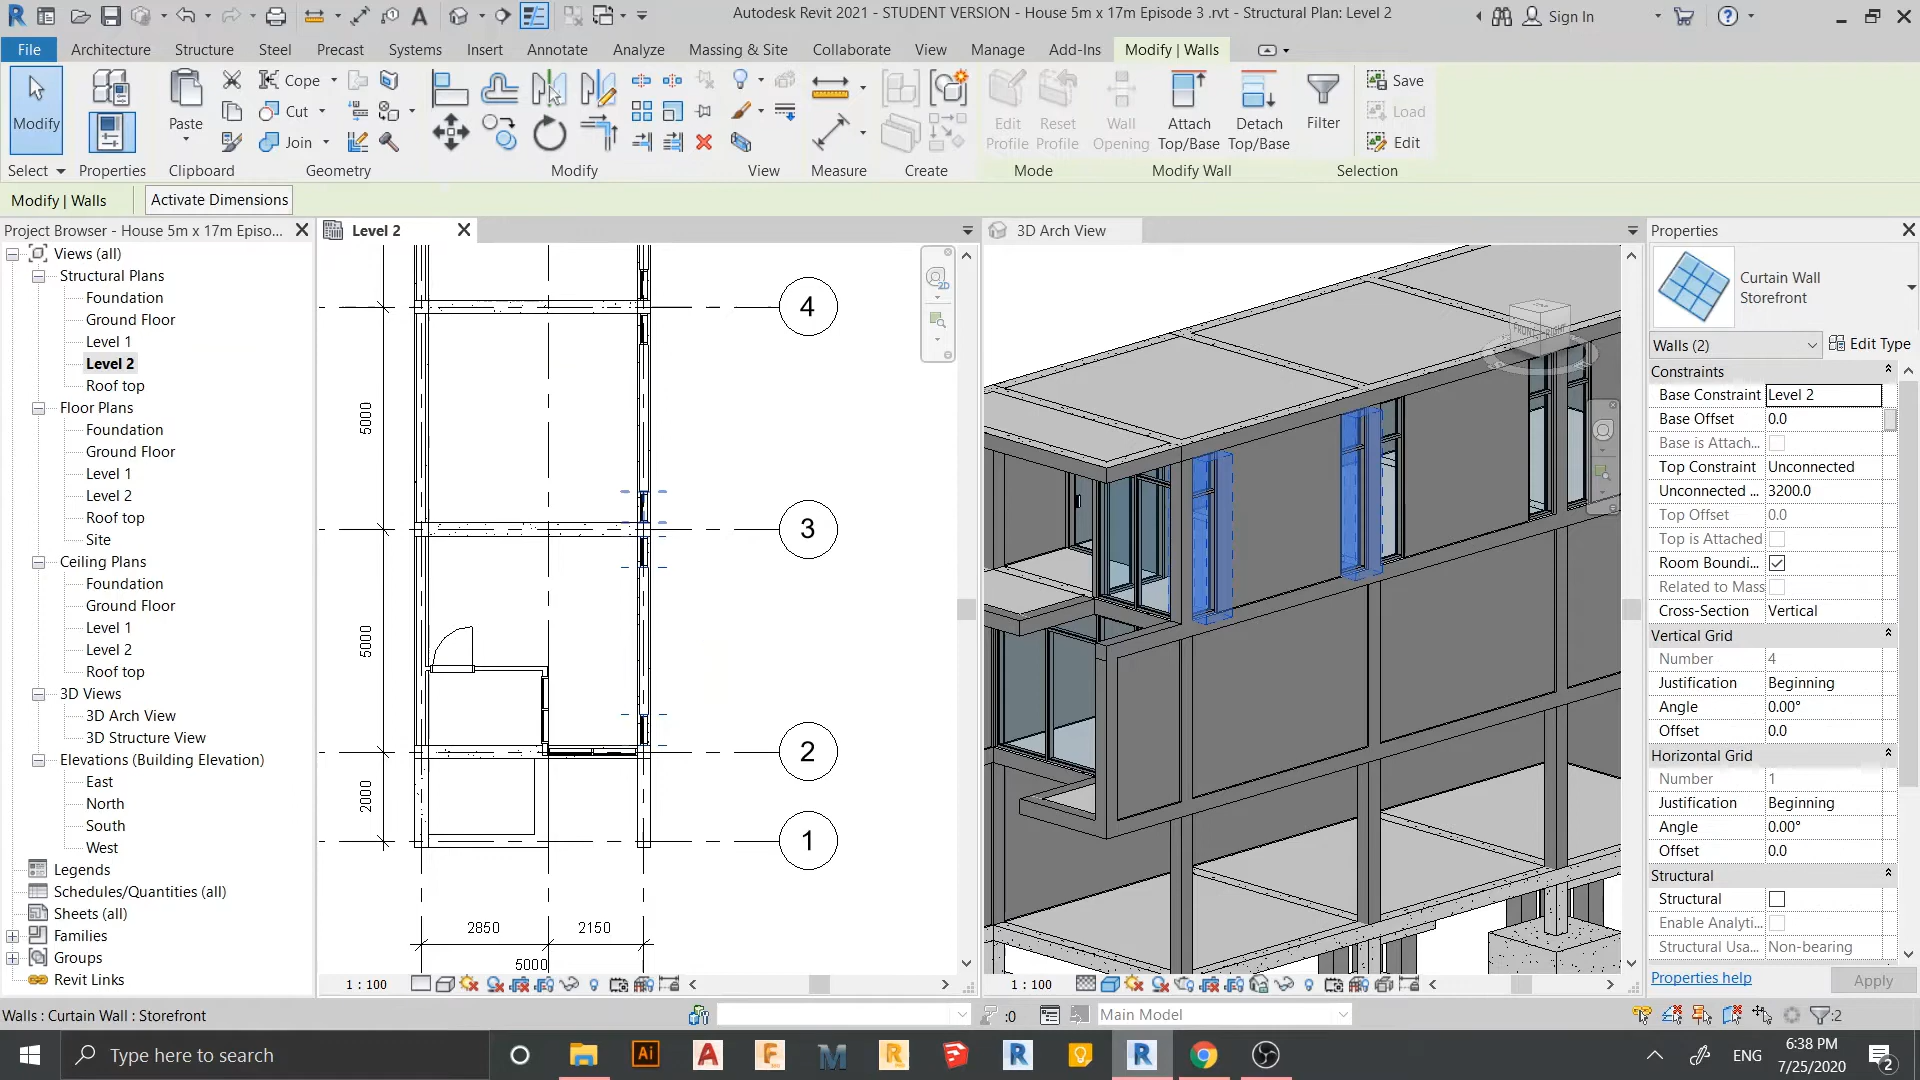 Autodesk Revit 2021 - STUDENT VERSION - House 5m x 17m Episode 3 .rvt - Structural Plan: Level 2
Sign In
File
Architecture
Structure
Steel
Precast
Systems
Insert
Annotate
Analyze
Massing & Site
Collaborate
View
Manage
Add-Ins
Modify | Walls
Modify
Paste
Cope
Cut
Join
Edit Profile
Reset Profile
Wall Opening
Attach Top/Base
Detach Top/Base
Filter
Save
Load
Edit
Select
Properties
Clipboard
Geometry
Modify
View
Measure
Create
Mode
Modify Wall
Selection
Modify | Walls
Activate Dimensions
Project Browser - House 5m x 17m Episo...
Views (all)
Structural Plans
Foundation
Ground Floor
Level 1
Level 2
Roof top
Floor Plans
Foundation
Ground Floor
Level 1
Level 2
Roof top
Site
Ceiling Plans
Foundation
Ground Floor
Level 1
Level 2
Roof top
3D Views
3D Arch View
3D Structure View
Elevations (Building Elevation)
East
North
South
West
Legends
Schedules/Quantities (all)
Sheets (all)
Families
Groups
Revit Links
Level 2
2D
4
5000
3
5000
2
2000
1
2850
2150
5000
1 : 100
3D Arch View
FRONT
RIGHT
1 : 100
Properties
Curtain Wall
Storefront
Walls (2)
Edit Type
Constraints
Base Constraint Level 2
Base Offset 0.0
Base is Attach...
Top Constraint Unconnected
Unconnected ... 3200.0
Top Offset 0.0
Top is Attached
Room Boundi...
Related to Mass
Cross-Section Vertical
Vertical Grid
Number 4
Justification Beginning
Angle 0.00°
Offset 0.0
Horizontal Grid
Number 1
Justification Beginning
Angle 0.00°
Offset 0.0
Structural
Structural
Enable Analyti...
Structural Usa... Non-bearing
Properties help
Apply
Walls : Curtain Wall : Storefront
:0
Main Model
:2
Type here to search
Ai
ENG
6:38 PM
7/25/2020
2